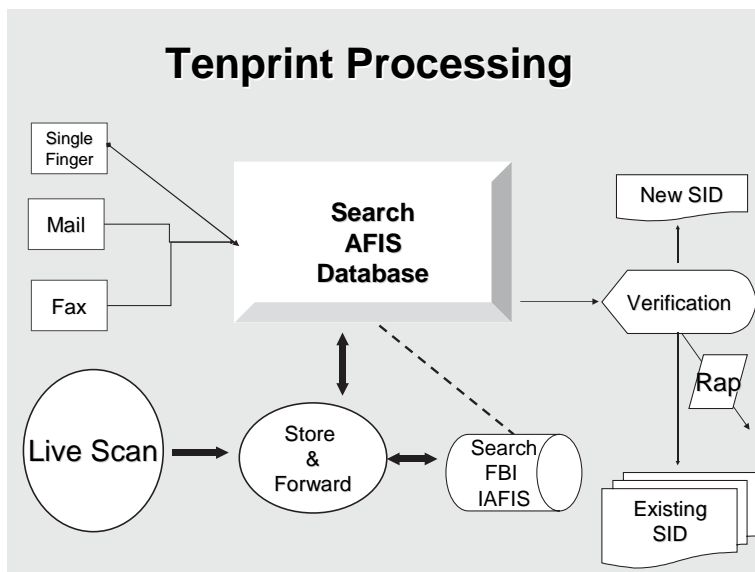 Tenprint Processing
Single
Finger
Mail
Fax
Search
AFIS
Database
New SID
Verification
Rap
Live Scan
Store
&
Forward
Search
FBI
IAFIS
Existing
SID